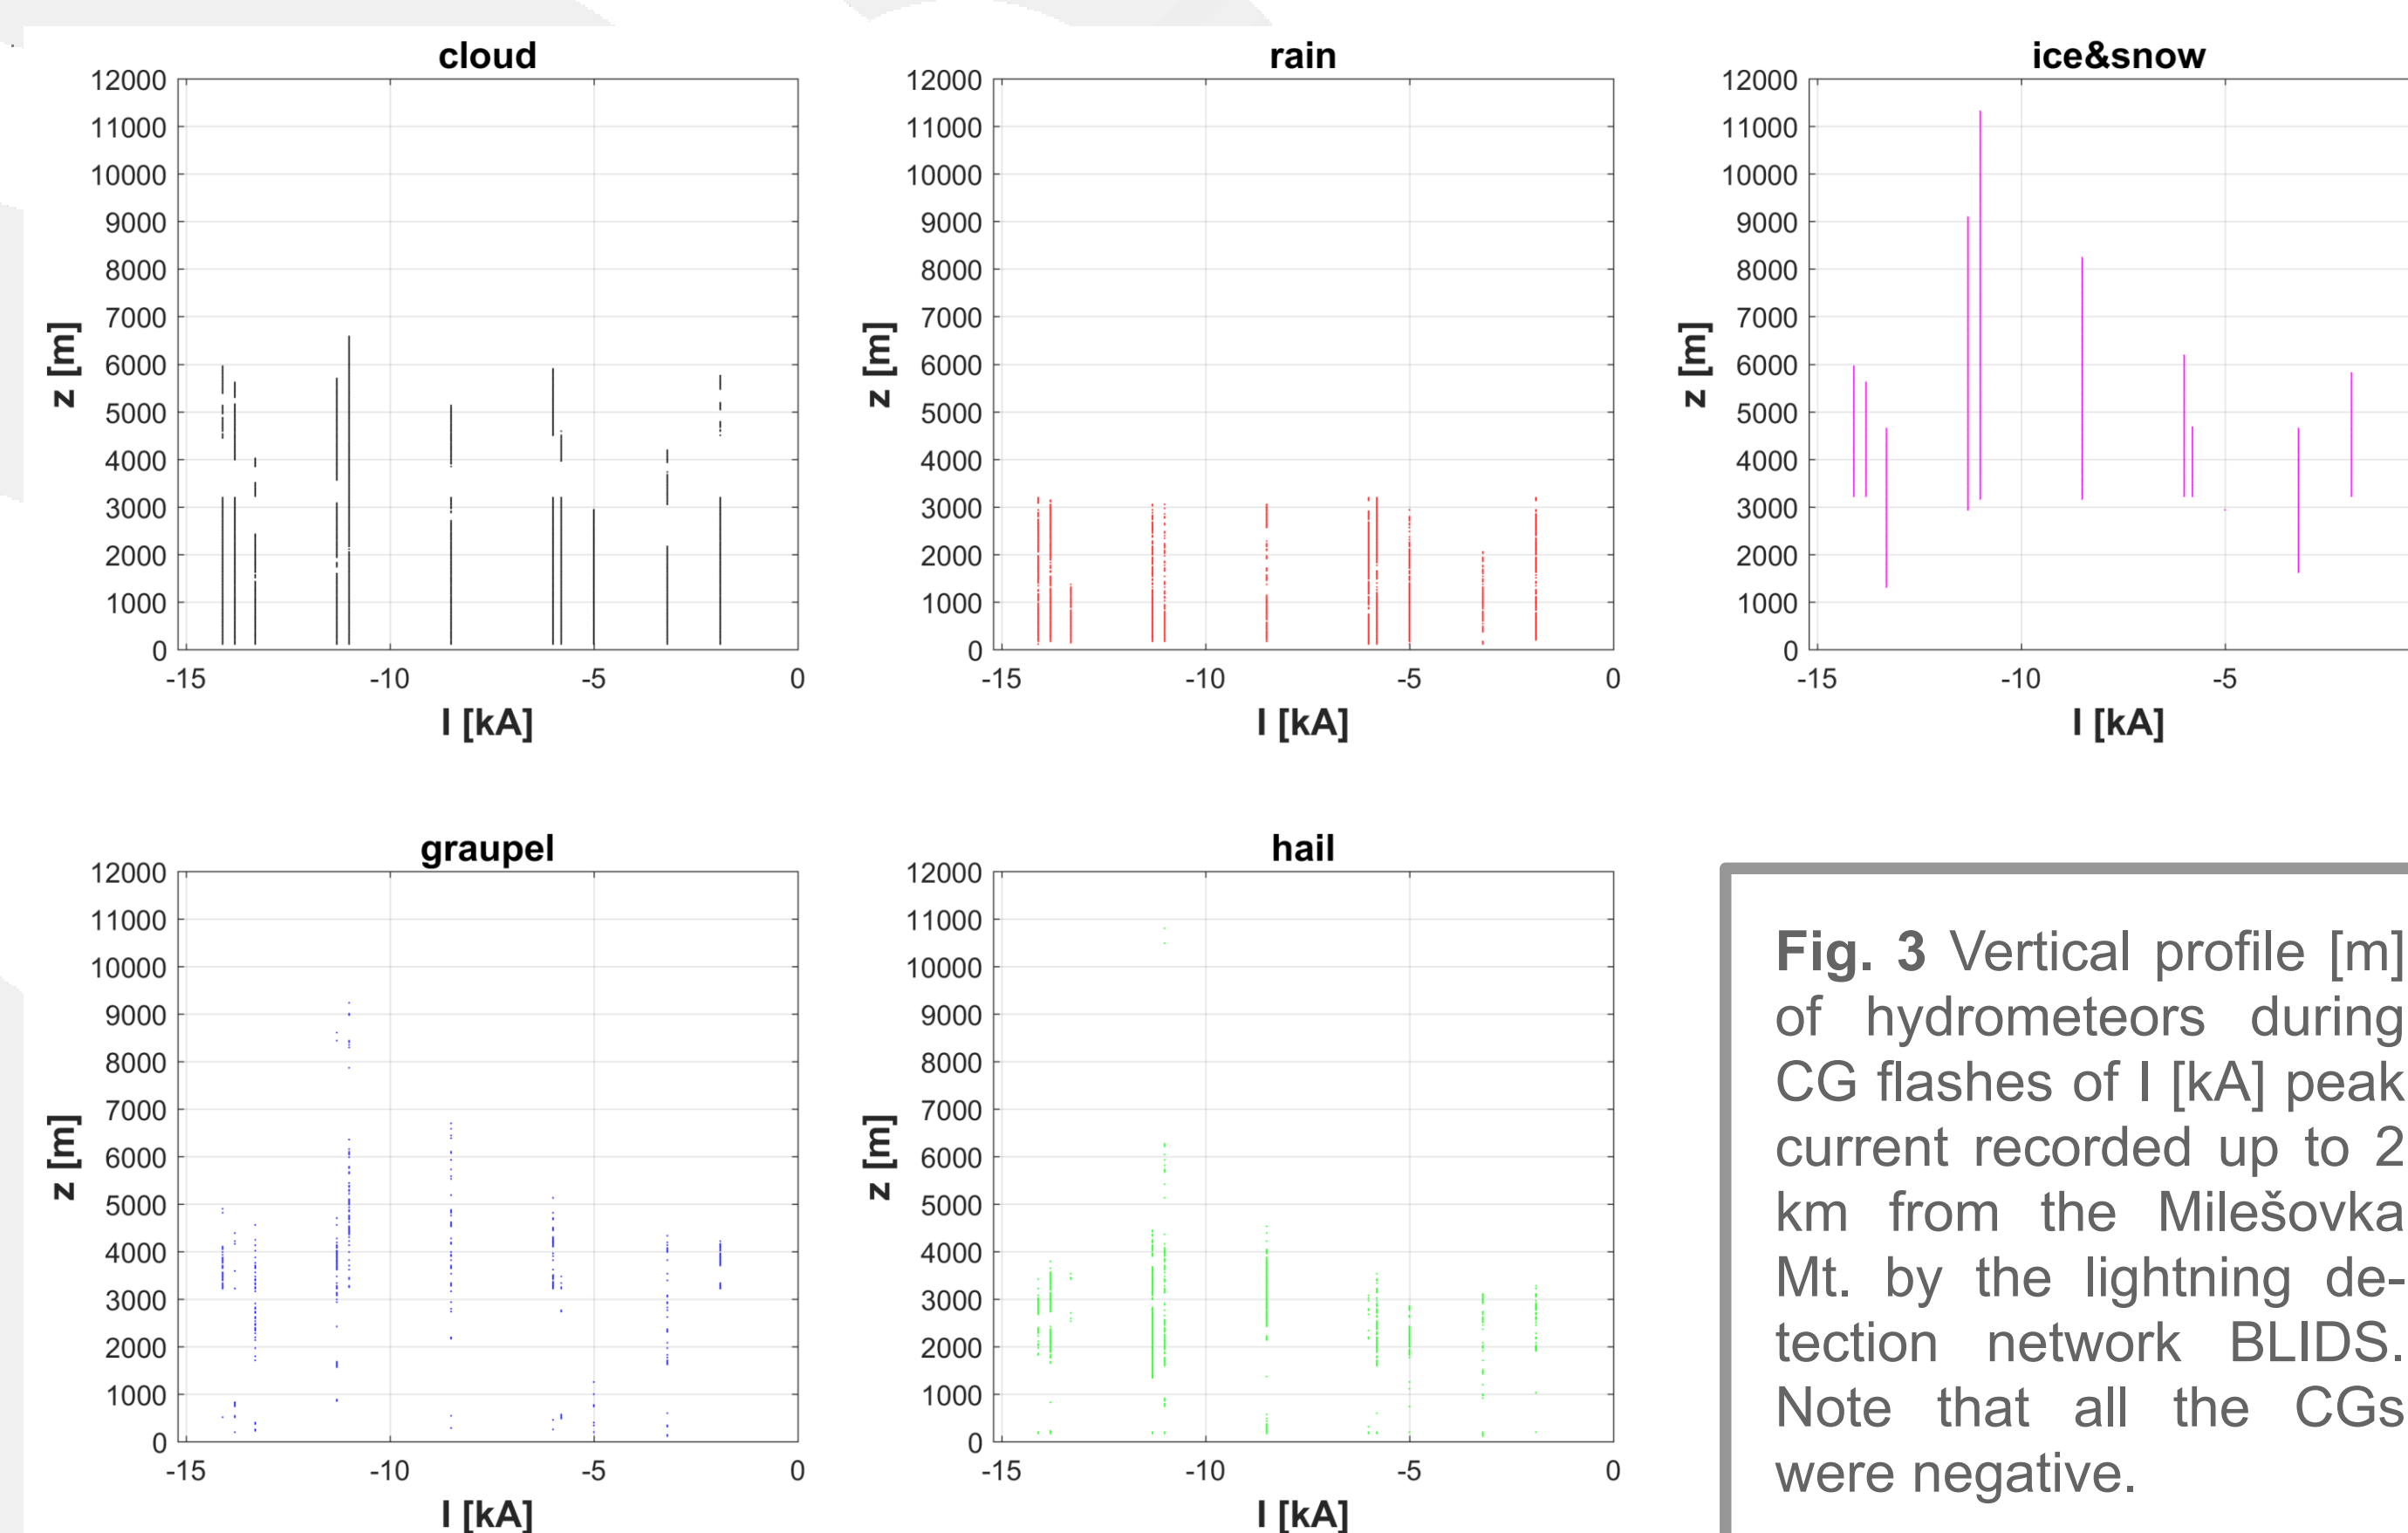 cloud
12000
11000
10000
9000
8000
7000
6000
5000
4000
3000
2000
1000
0
z [m]
-15 -10 -5 0
I [kA]
rain
12000
11000
10000
9000
8000
7000
6000
5000
4000
3000
2000
1000
0
z [m]
-15 -10 -5 0
I [kA]
ice&snow
12000
11000
10000
9000
8000
7000
6000
5000
4000
3000
2000
1000
0
z [m]
-15 -10 -5
I [kA]
graupel
12000
11000
10000
9000
8000
7000
6000
5000
4000
3000
2000
1000
0
z [m]
-15 -10 -5 0
I [kA]
hail
12000
11000
10000
9000
8000
7000
6000
5000
4000
3000
2000
1000
0
z [m]
-15 -10 -5 0
I [kA]
Fig. 3 Vertical profile [m]
of hydrometeors during
CG flashes of I [kA] peak
current recorded up to 2
km from the Milešovka
Mt. by the lightning de-
tection network BLIDS.
Note that all the CGs
were negative.